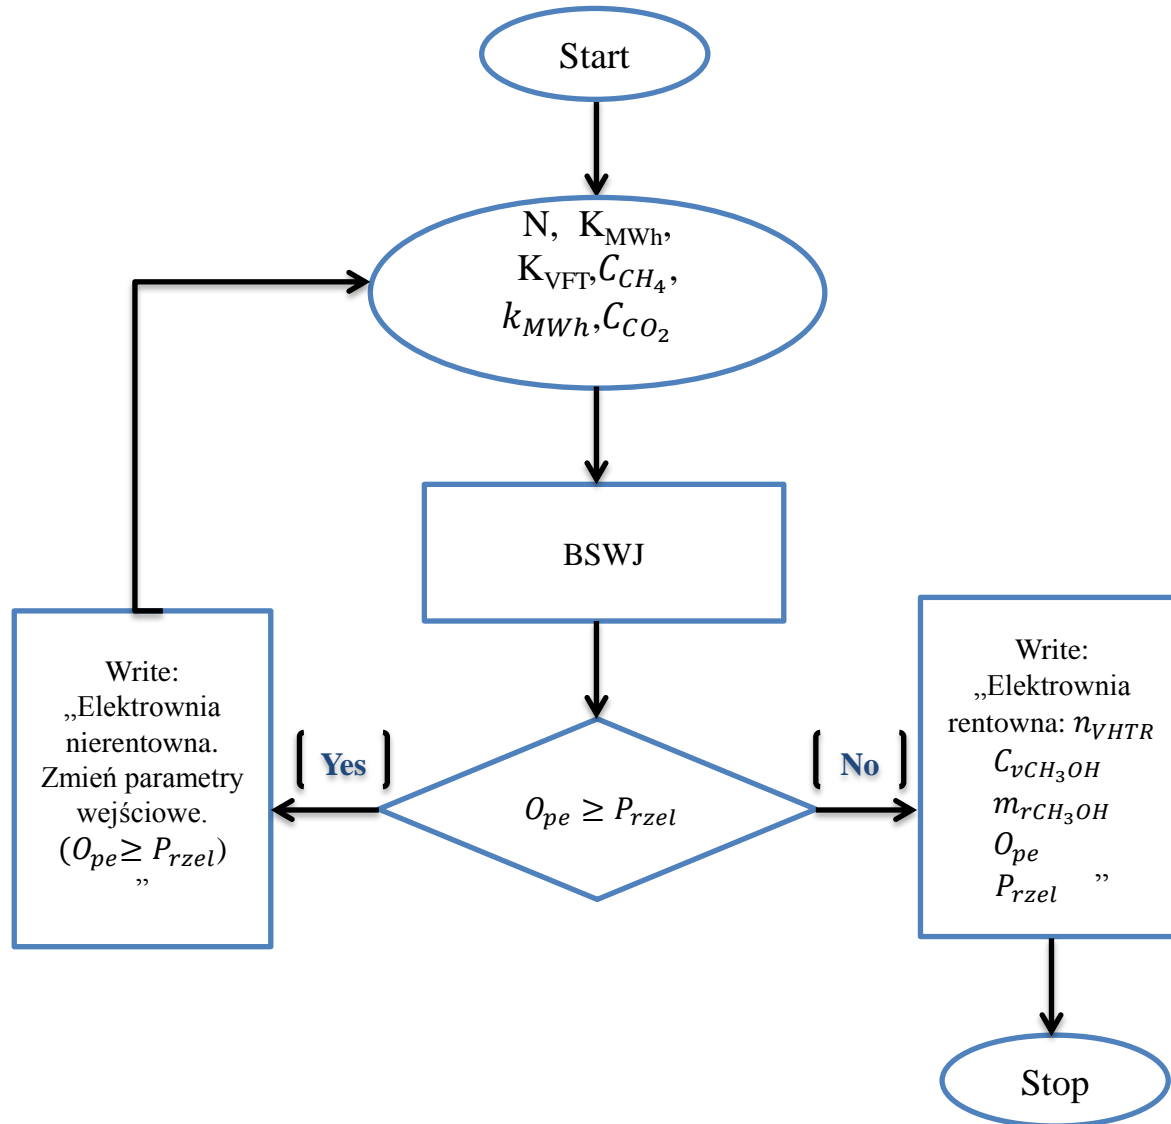 Start
N, K_MWh,
K_VFT,C_CH₄,
k_MWh,C_CO₂
BSWJ
Write:
„Elektrownia
nierentowna.
Zmień parametry
wejściowe.
(O_pe≥ P_rzel)
”
Yes
O_pe ≥ P_rzel
No
Write:
„Elektrownia
rentowna: n_VHTR
C_vCH₃OH
m_rCH₃OH
O_pe
P_rzel ”
Stop